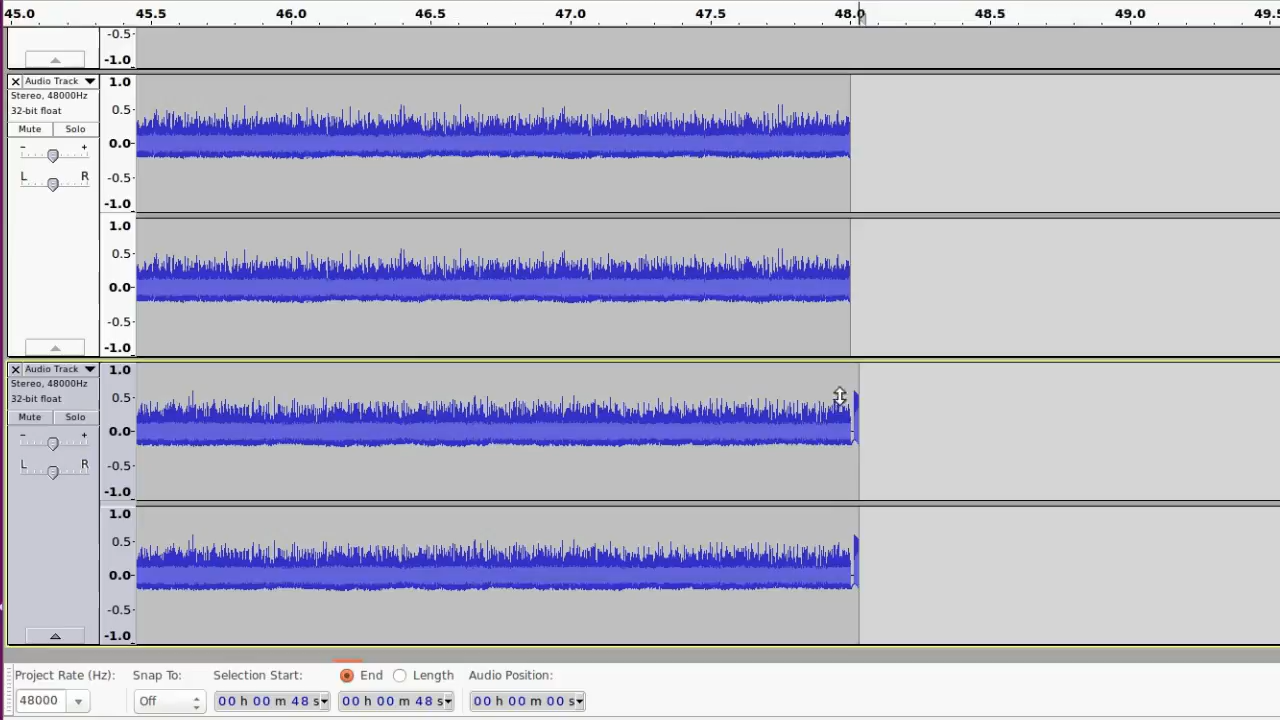 45.0 45.5 46.0 46.5 47.0 47.5 48.0 48.5 49.0 49.5
-0.5
-1.0
Audio Track
Stereo, 48000Hz
32-bit float
Mute Solo
- +
L R
1.0
0.5
0.0
-0.5
-1.0
1.0
0.5
0.0
-0.5
-1.0
Audio Track
Stereo, 48000Hz
32-bit float
Mute Solo
- +
L R
1.0
0.5
0.0
-0.5
-1.0
1.0
0.5
0.0
-0.5
-1.0
Project Rate (Hz): Snap To: Selection Start: End Length Audio Position:
48000 Off 00 h 00 m 48 s 00 h 00 m 48 s 00 h 00 m 00 s